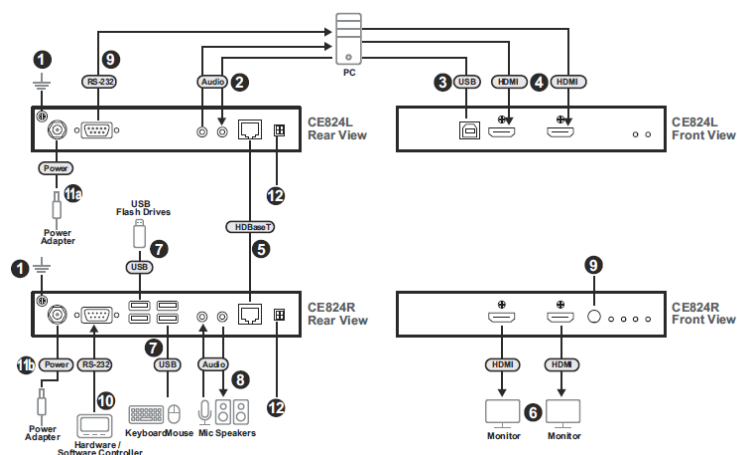 1
9
RS-232
Audio
2
PC
3
USB
HDMI
4
HDMI
CE824L
Rear View
CE824L
Front View
Power
11a
12
USB
Flash Drives
Power
Adapter
7
USB
HDBaseT
5
1
9
CE824R
Rear View
CE824R
Front View
11b
Power
RS-232
7
USB
Audio
8
12
HDMI
HDMI
10
6
Power
Adapter
Hardware /
Software Controller
Keyboard
Mouse
Mic
Speakers
Monitor
Monitor